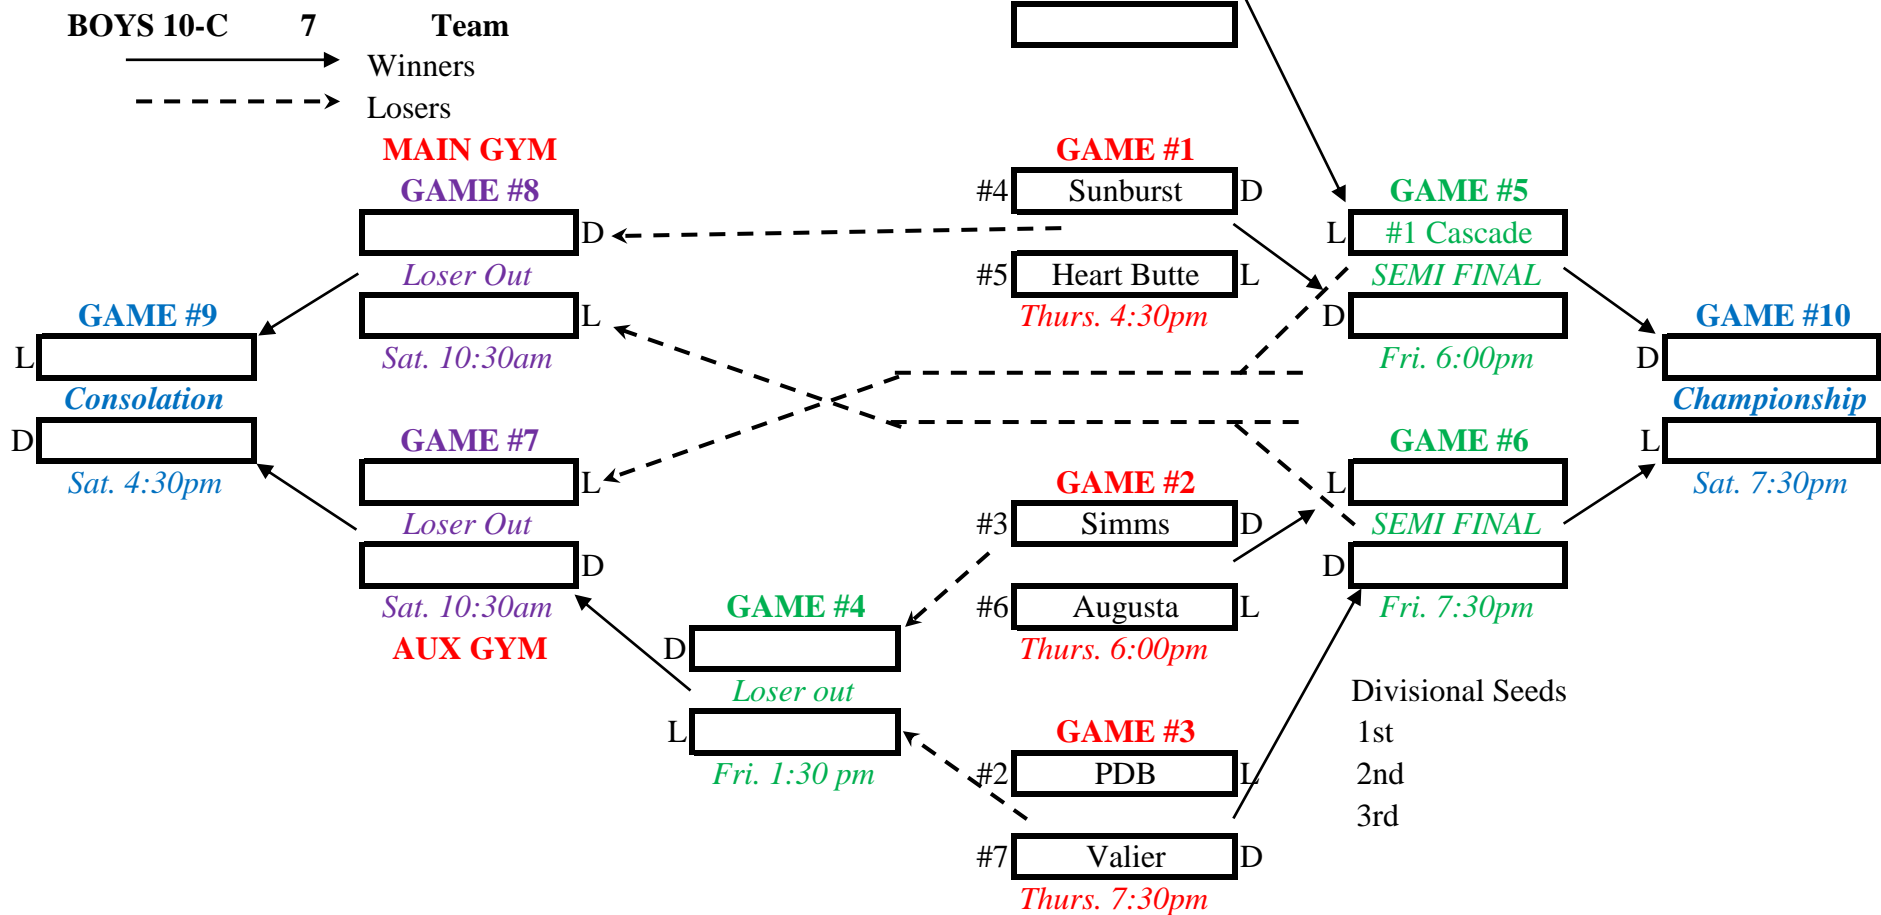 BOYS 10-C 7 Team
Winners
Losers
MAIN GYM
GAME #8
D
Loser Out
L
Sat. 10:30am
GAME #9
L
Consolation
D
Sat. 4:30pm
GAME #7
L
Loser Out
D
Sat. 10:30am
AUX GYM
GAME #4
D
Loser out
L
Fri. 1:30 pm
GAME #1
#4 Sunburst D
#5 Heart Butte L
Thurs. 4:30pm
GAME #2
#3 Simms D
#6 Augusta L
Thurs. 6:00pm
GAME #3
#2 PDB L
#7 Valier D
Thurs. 7:30pm
GAME #5
L #1 Cascade
SEMI FINAL
D
Fri. 6:00pm
GAME #6
L
SEMI FINAL
D
Fri. 7:30pm
GAME #10
D
Championship
L
Sat. 7:30pm
Divisional Seeds
1st
2nd
3rd